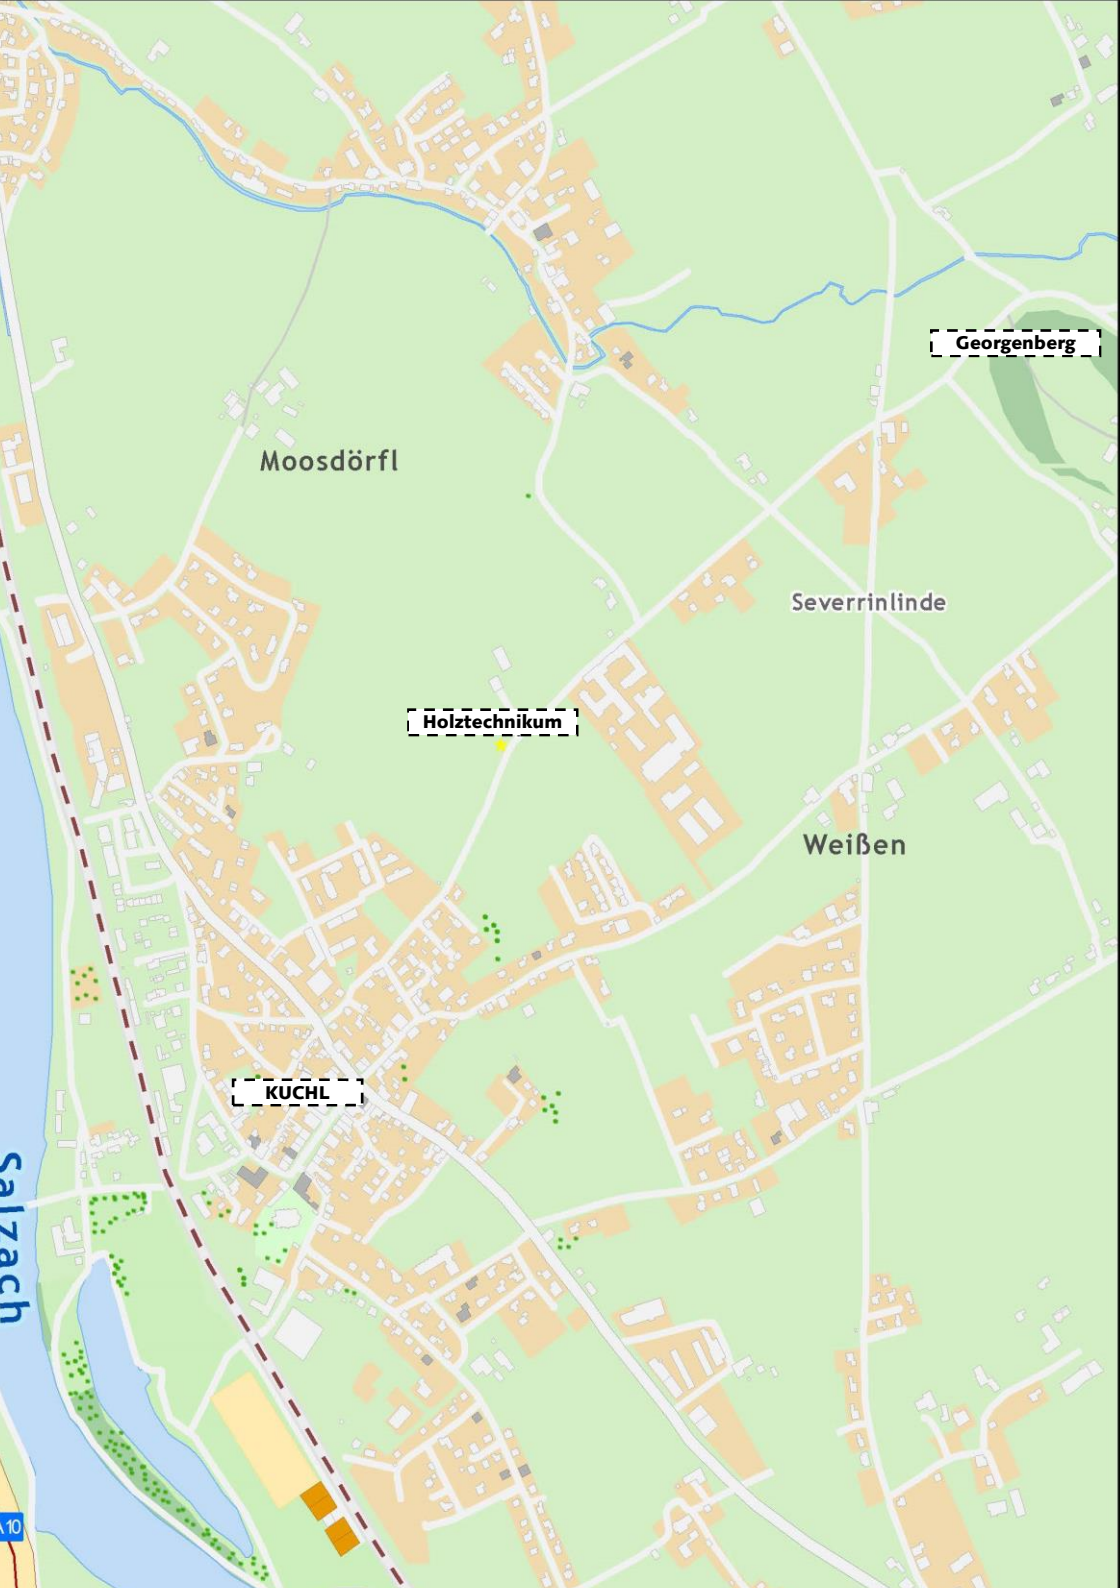 Georgenberg
Moosdörfl
Severrinlinde
Holztechnikum
Weißen
KUCHL
Salzach
A10